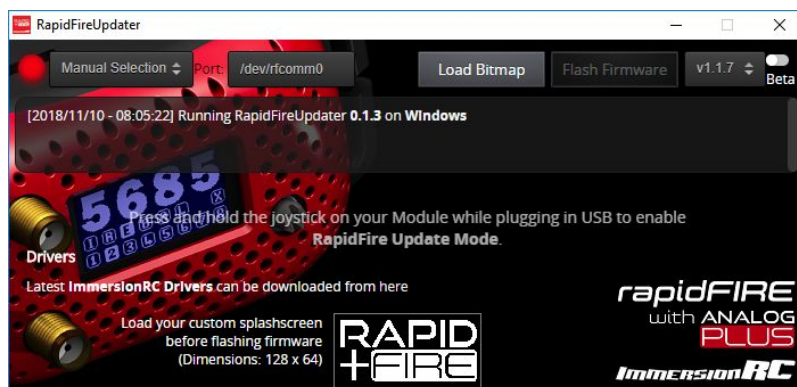 RapidFireUpdater
Manual Selection Port: /dev/rfcomm0 Load Bitmap Flash Firmware v1.1.7
Beta
[2018/11/10 - 08:05:22] Running RapidFireUpdater 0.1.3 on Windows
5685
Press and hold the joystick on your Module while plugging in USB to enable
RapidFire Update Mode.
Drivers
Latest ImmersionRC Drivers can be downloaded from here
Load your custom splashscreen
before flashing firmware
(Dimensions: 128 x 64)
RAPID
+FIRE
rapidFIRE
with ANALOG
PLUS
IMMERSIONRC